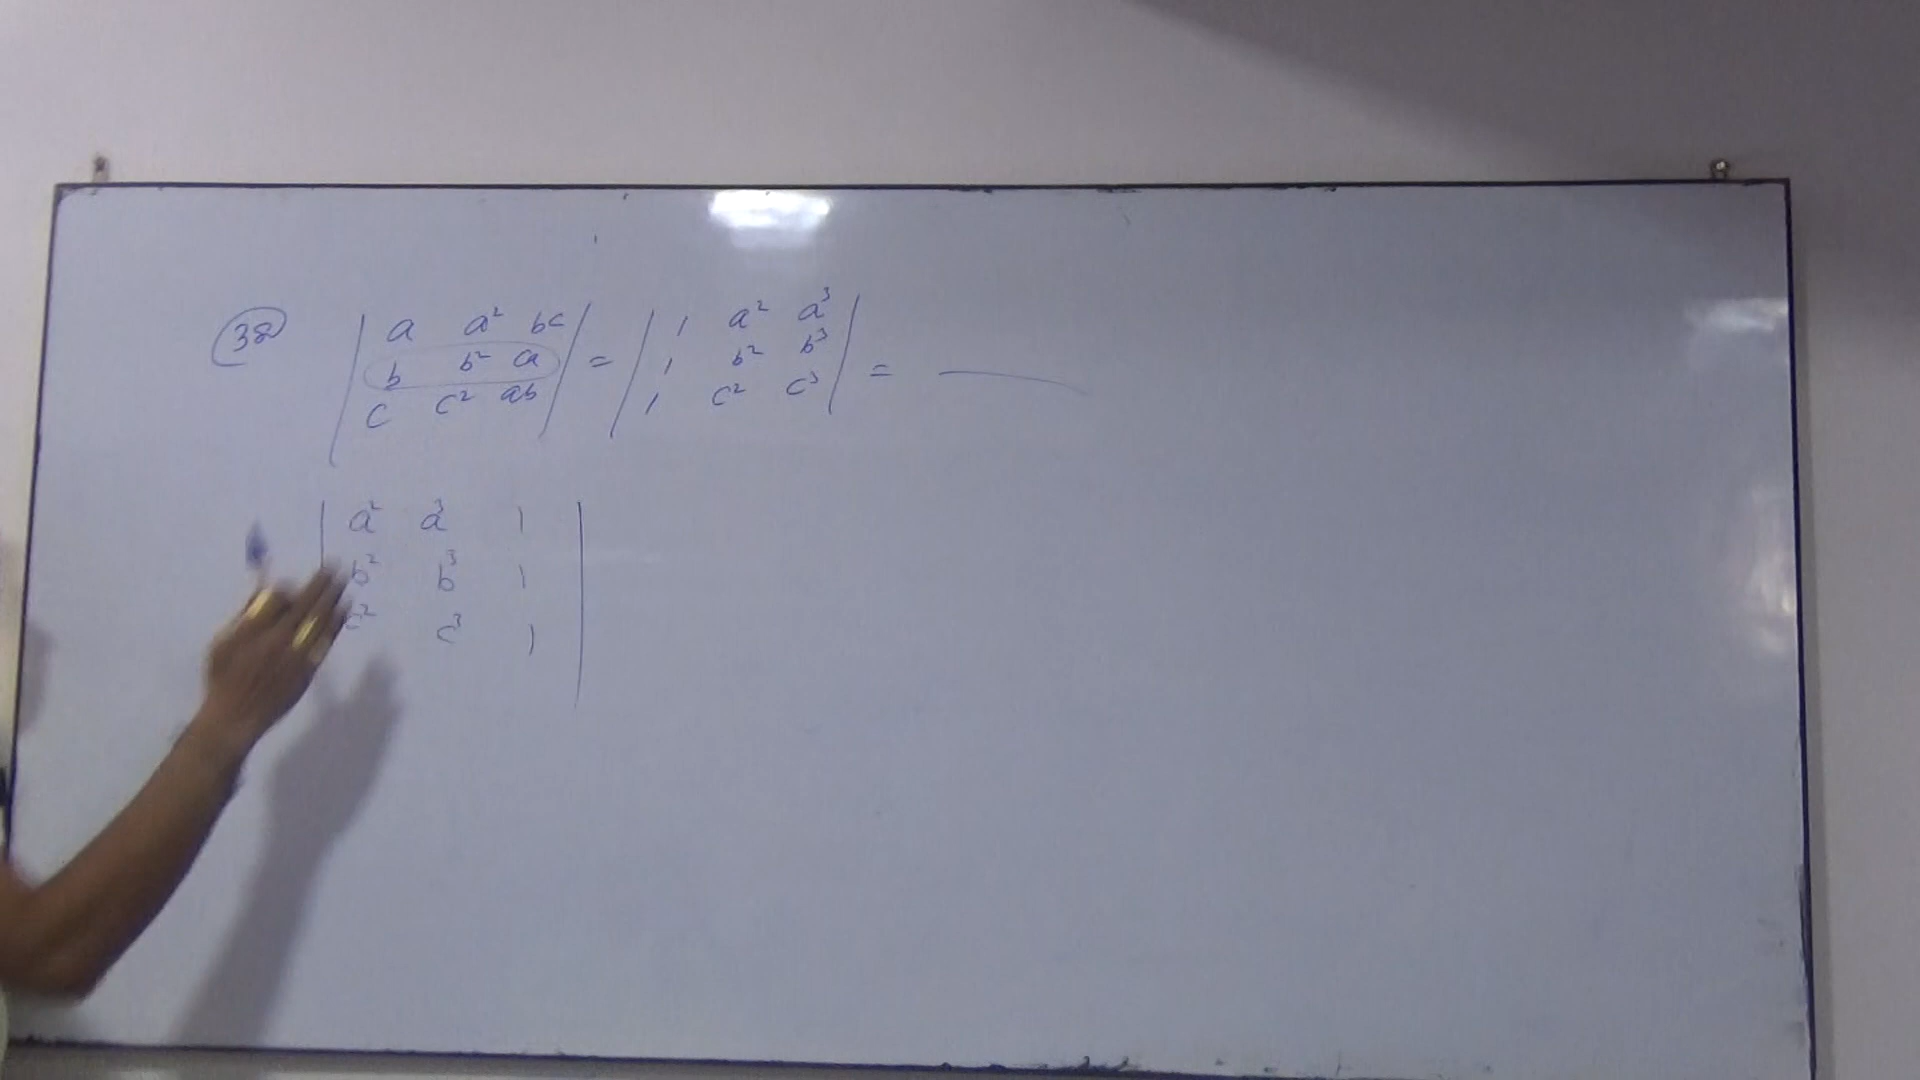 (38) | a a² bc | = | 1 a² a³ | = ___
| b b² ca | | 1 b² b³ |
| c c² ab | | 1 c² c³ |
| a² a³ 1 |
| b² b³ 1 |
| c² c³ 1 |